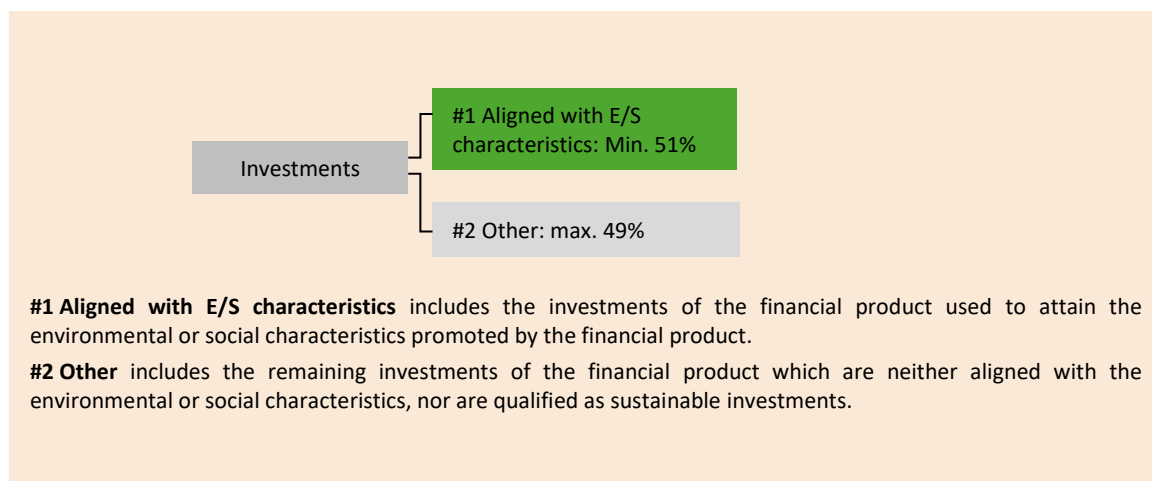 #1 Aligned with E/S
characteristics: Min. 51%
Investments
#2 Other: max. 49%
#1 Aligned with E/S characteristics includes the investments of the financial product used to attain the
environmental or social characteristics promoted by the financial product.
#2 Other includes the remaining investments of the financial product which are neither aligned with the
environmental or social characteristics, nor are qualified as sustainable investments.